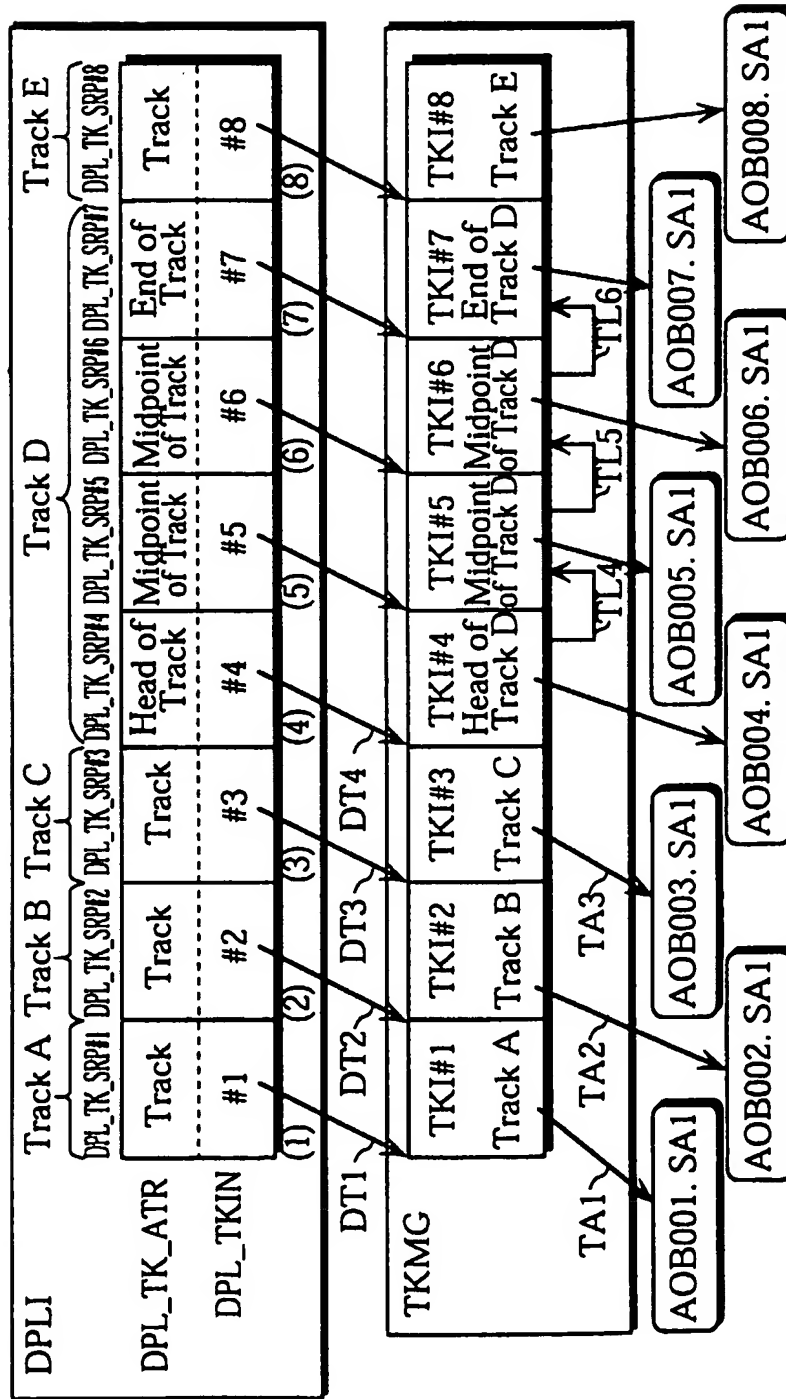 DPLI
Track A
Track B
Track C
Track D
Track E
DPL_TK_SRP#1
DPL_TK_SRP#2
DPL_TK_SRP#3
DPL_TK_SRP#4
DPL_TK_SRP#5
DPL_TK_SRP#6
DPL_TK_SRP#7
DPL_TK_SRP#8
DPL_TK_ATR
Track
Track
Track
Head of
Track
Midpoint
of Track
Midpoint
of Track
End of
Track
Track
DPL_TKIN
#1
#2
#3
#4
#5
#6
#7
#8
(1)
(2)
(3)
(4)
(5)
(6)
(7)
(8)
DT1
DT2
DT3
DT4
TKMG
TKI#1
Track A
TKI#2
Track B
TKI#3
Track C
TKI#4
Head of
Track D
TKI#5
Midpoint
of Track D
TKI#6
Midpoint
of Track D
TKI#7
End of
Track D
TKI#8
Track E
TL4
TL5
TL6
TA1
TA2
TA3
AOB001. SA1
AOB002. SA1
AOB003. SA1
AOB004. SA1
AOB005. SA1
AOB006. SA1
AOB007. SA1
AOB008. SA1